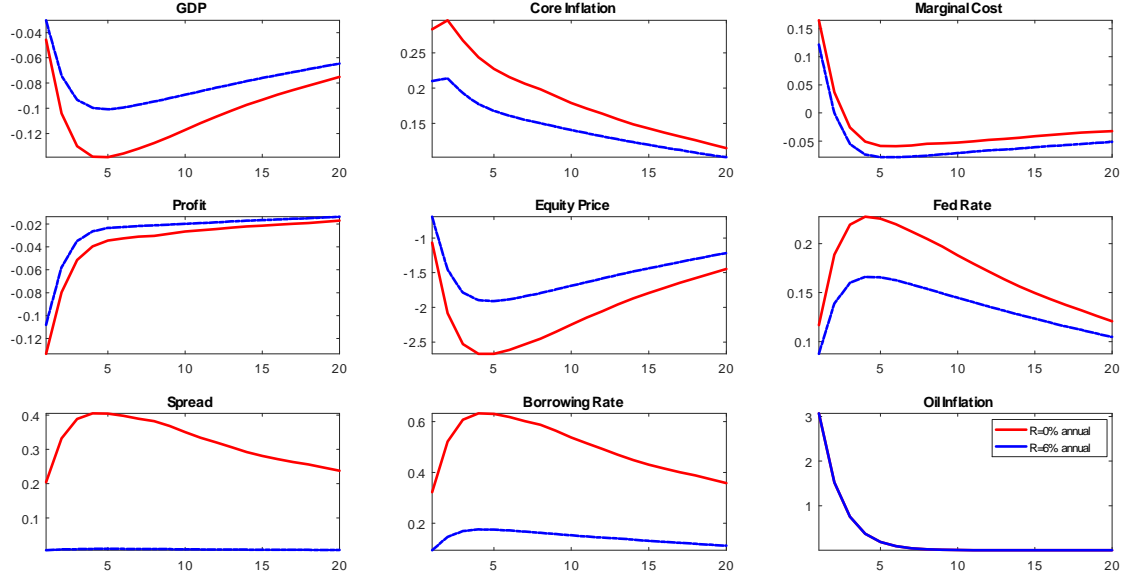 GDP
Core Inflation
Marginal Cost
-0.04
-0.06
-0.08
-0.1
-0.12
5 10 15 20
0.25
0.2
0.15
5 10 15 20
0.15
0.1
0.05
0
-0.05
5 10 15 20
Profit
Equity Price
Fed Rate
-0.02
-0.04
-0.06
-0.08
-0.1
-0.12
5 10 15 20
-1
-1.5
-2
-2.5
5 10 15 20
0.2
0.15
0.1
5 10 15 20
Spread
Borrowing Rate
Oil Inflation
0.4
0.3
0.2
0.1
5 10 15 20
0.6
0.4
0.2
5 10 15 20
3
2
1
5 10 15 20
R=0% annual
R=6% annual